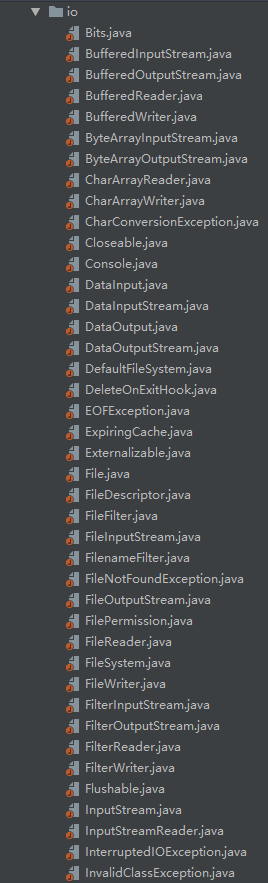 io
Bits.java
BufferedInputStream.java
BufferedOutputStream.java
BufferedReader.java
BufferedWriter.java
ByteArrayInputStream.java
ByteArrayOutputStream.java
CharArrayReader.java
CharArrayWriter.java
CharConversionException.java
Closeable.java
Console.java
DataInput.java
DataInputStream.java
DataOutput.java
DataOutputStream.java
DefaultFileSystem.java
DeleteOnExitHook.java
EOFException.java
ExpiringCache.java
Externalizable.java
File.java
FileDescriptor.java
FileFilter.java
FileInputStream.java
FilenameFilter.java
FileNotFoundException.java
FileOutputStream.java
FilePermission.java
FileReader.java
FileSystem.java
FileWriter.java
FilterInputStream.java
FilterOutputStream.java
FilterReader.java
FilterWriter.java
Flushable.java
InputStream.java
InputStreamReader.java
InterruptedIOException.java
InvalidClassException.java